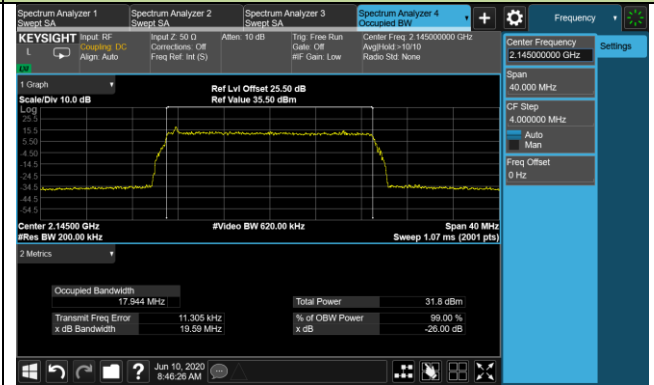 Spectrum Analyzer 1
Swept SA
Spectrum Analyzer 2
Swept SA
Spectrum Analyzer 3
Swept SA
Spectrum Analyzer 4
Occupied BW
Frequency
KEYSIGHT
L
Input: RF
Coupling: DC
Align: Auto
Input Z: 50 Ω
Corrections: Off
Freq Ref: Int (S)
Atten: 10 dB
Trig: Free Run
Gate: Off
#IF Gain: Low
Center Freq: 2.145000000 GHz
Avg|Hold:>10/10
Radio Std: None
Center Frequency
2.145000000 GHz
Settings
Span
40.000 MHz
CF Step
4.000000 MHz
Auto
Man
Freq Offset
0 Hz
1 Graph
Scale/Div 10.0 dB
Ref Lvl Offset 25.50 dB
Ref Value 35.50 dBm
Log
25.5
15.5
5.50
-4.50
-14.5
-24.5
-34.5
-44.5
-54.5
Center 2.14500 GHz
#Res BW 200.00 kHz
#Video BW 620.00 kHz
Span 40 MHz
Sweep 1.07 ms (2001 pts)
2 Metrics
Occupied Bandwidth
17.944 MHz
Total Power 31.8 dBm
Transmit Freq Error 11.305 kHz
% of OBW Power 99.00 %
x dB Bandwidth 19.59 MHz
x dB -26.00 dB
?
Jun 10, 2020
8:46:26 AM